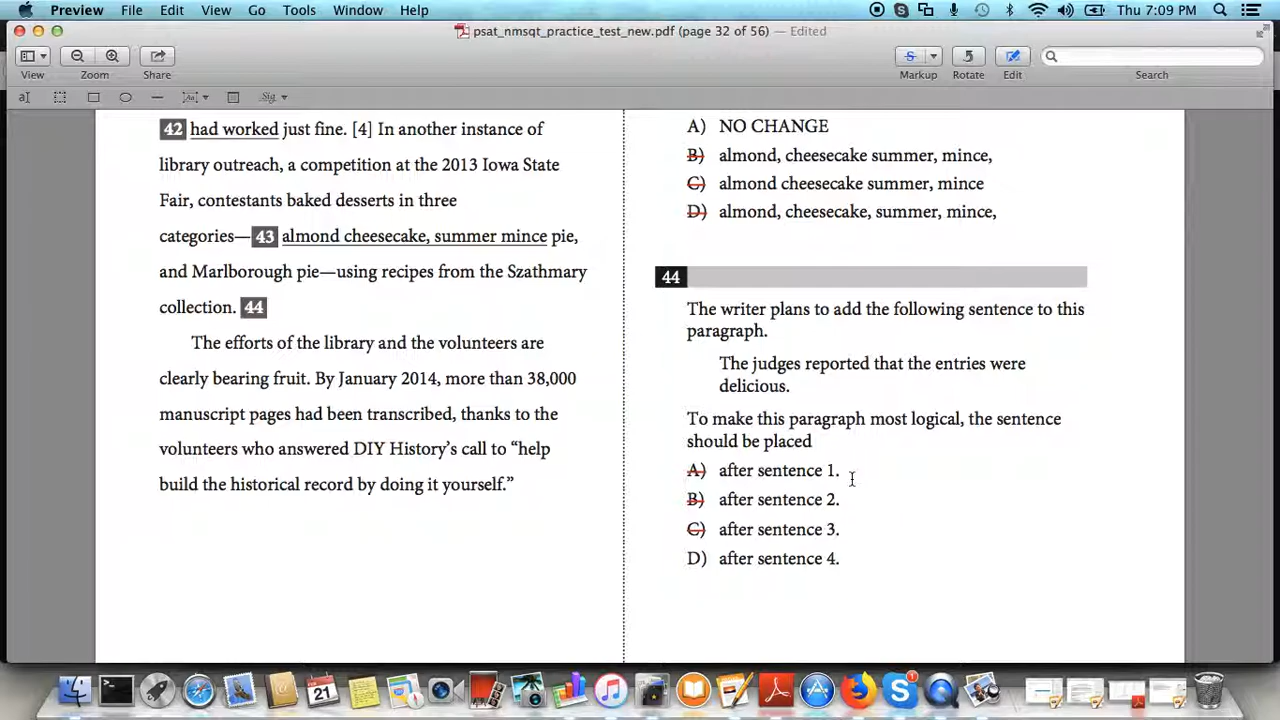 Preview File Edit View Go Tools Window Help Thu 7:09 PM
psat_nmsqt_practice_test_new.pdf (page 32 of 56) — Edited
View Zoom Share Markup Rotate Edit Search
42 had worked just fine. [4] In another instance of
library outreach, a competition at the 2013 Iowa State
Fair, contestants baked desserts in three
categories—43 almond cheesecake, summer mince pie,
and Marlborough pie—using recipes from the Szathmary
collection. 44
The efforts of the library and the volunteers are
clearly bearing fruit. By January 2014, more than 38,000
manuscript pages had been transcribed, thanks to the
volunteers who answered DIY History’s call to “help
build the historical record by doing it yourself.”
A) NO CHANGE
B) almond, cheesecake summer, mince,
C) almond cheesecake summer, mince
D) almond, cheesecake, summer, mince,
44
The writer plans to add the following sentence to this
paragraph.
The judges reported that the entries were
delicious.
To make this paragraph most logical, the sentence
should be placed
A) after sentence 1.
B) after sentence 2.
C) after sentence 3.
D) after sentence 4.